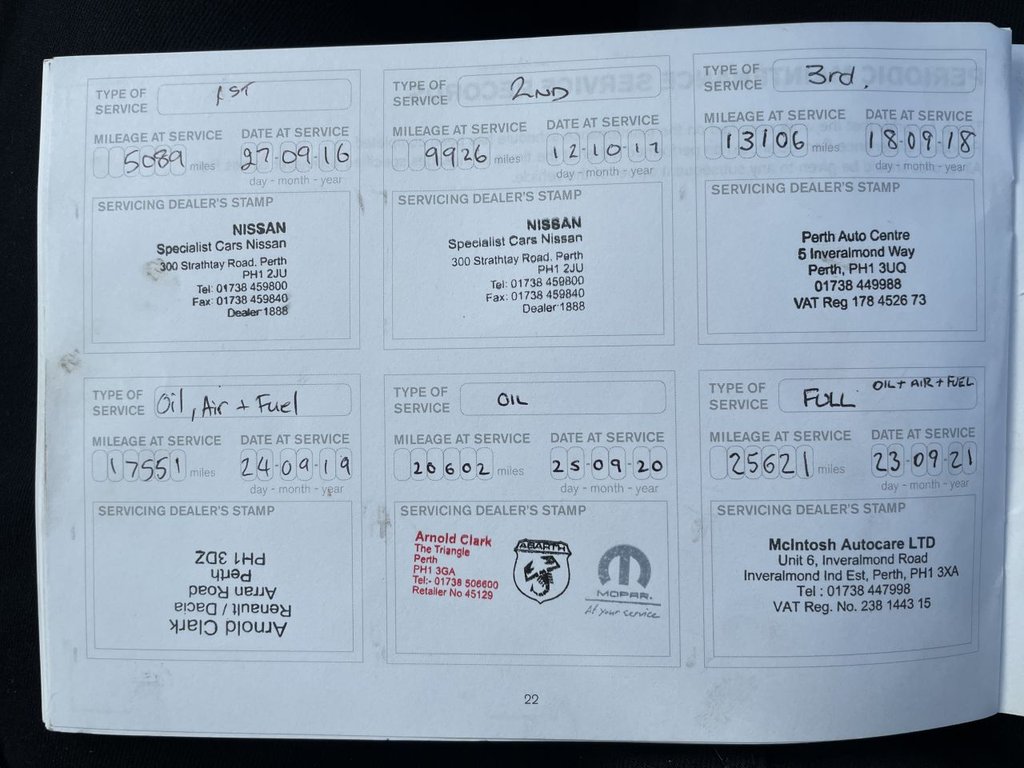 TYPE OF
SERVICE
1ST
MILEAGE AT SERVICE
DATE AT SERVICE
5089 miles
27-09-16
day - month - year
SERVICING DEALER'S STAMP
NISSAN
Specialist Cars Nissan
300 Strathtay Road, Perth
PH1 2JU
Tel: 01738 459800
Fax: 01738 459840
Dealer 1888
TYPE OF
SERVICE
2ND
MILEAGE AT SERVICE
DATE AT SERVICE
9926 miles
12-10-17
day - month - year
SERVICING DEALER'S STAMP
NISSAN
Specialist Cars Nissan
300 Strathtay Road, Perth
PH1 2JU
Tel: 01738 459800
Fax: 01738 459840
Dealer 1888
TYPE OF
SERVICE
3rd.
MILEAGE AT SERVICE
DATE AT SERVICE
13106 miles
18-09-18
day - month - year
SERVICING DEALER'S STAMP
Perth Auto Centre
5 Inveralmond Way
Perth, PH1 3UQ
01738 449988
VAT Reg 178 4526 73
TYPE OF
SERVICE
Oil, Air + Fuel
MILEAGE AT SERVICE
DATE AT SERVICE
17551 miles
24-09-19
day - month - year
SERVICING DEALER'S STAMP
Arnold Clark
Renault / Dacia
Arran Road
Perth
PH1 3DZ
TYPE OF
SERVICE
OIL
MILEAGE AT SERVICE
DATE AT SERVICE
20602 miles
25-09-20
day - month - year
SERVICING DEALER'S STAMP
Arnold Clark
The Triangle
Perth
PH1 3GA
Tel:- 01738 506600
Retailer No 45129
ABARTH
MOPAR.
At your service
TYPE OF
SERVICE
FULL OIL + AIR + FUEL
MILEAGE AT SERVICE
DATE AT SERVICE
25621 miles
23-09-21
day - month - year
SERVICING DEALER'S STAMP
McIntosh Autocare LTD
Unit 6, Inveralmond Road
Inveralmond Ind Est, Perth, PH1 3XA
Tel : 01738 447998
VAT Reg. No. 238 1443 15
22